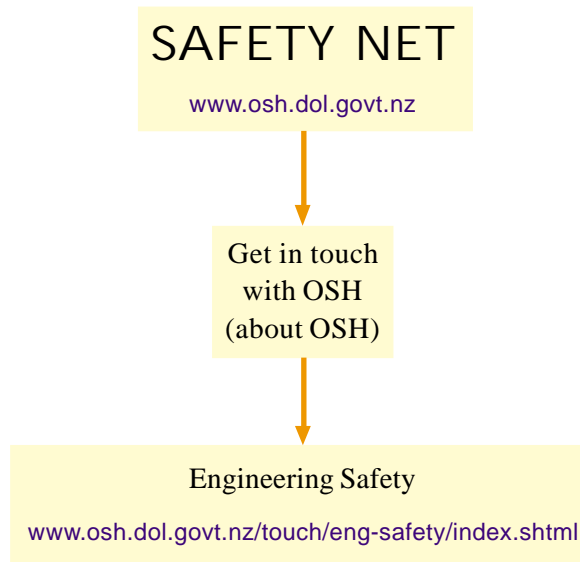 SAFETY NET
www.osh.dol.govt.nz
Get in touch
with OSH
(about OSH)
Engineering Safety
www.osh.dol.govt.nz/touch/eng-safety/index.shtml